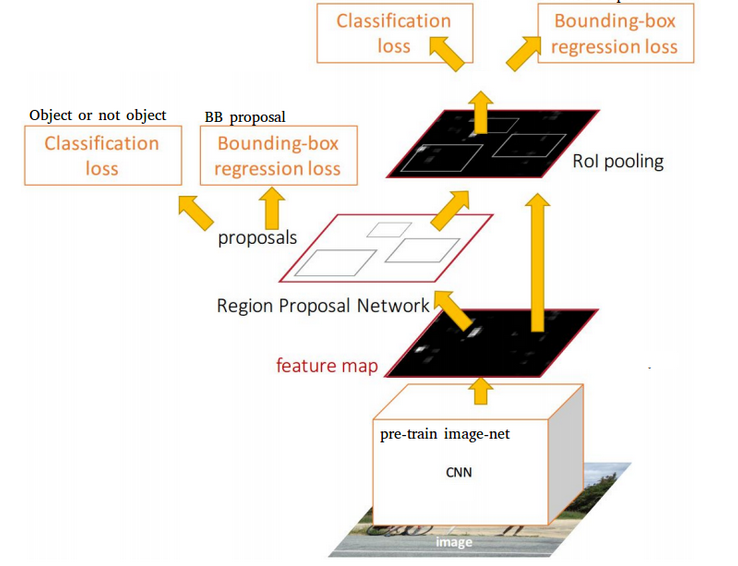 Classification
loss
Bounding-box
regression loss
Object or not object
BB proposal
Classification
loss
Bounding-box
regression loss
RoI pooling
proposals
Region Proposal Network
feature map
pre-train image-net
CNN
image